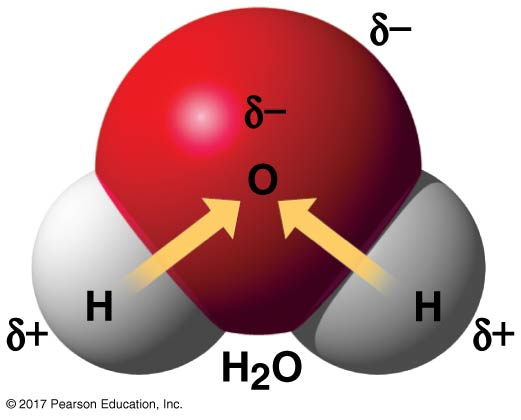 δ−
δ−
O
H
H
δ+
δ+
H₂O
© 2017 Pearson Education, Inc.